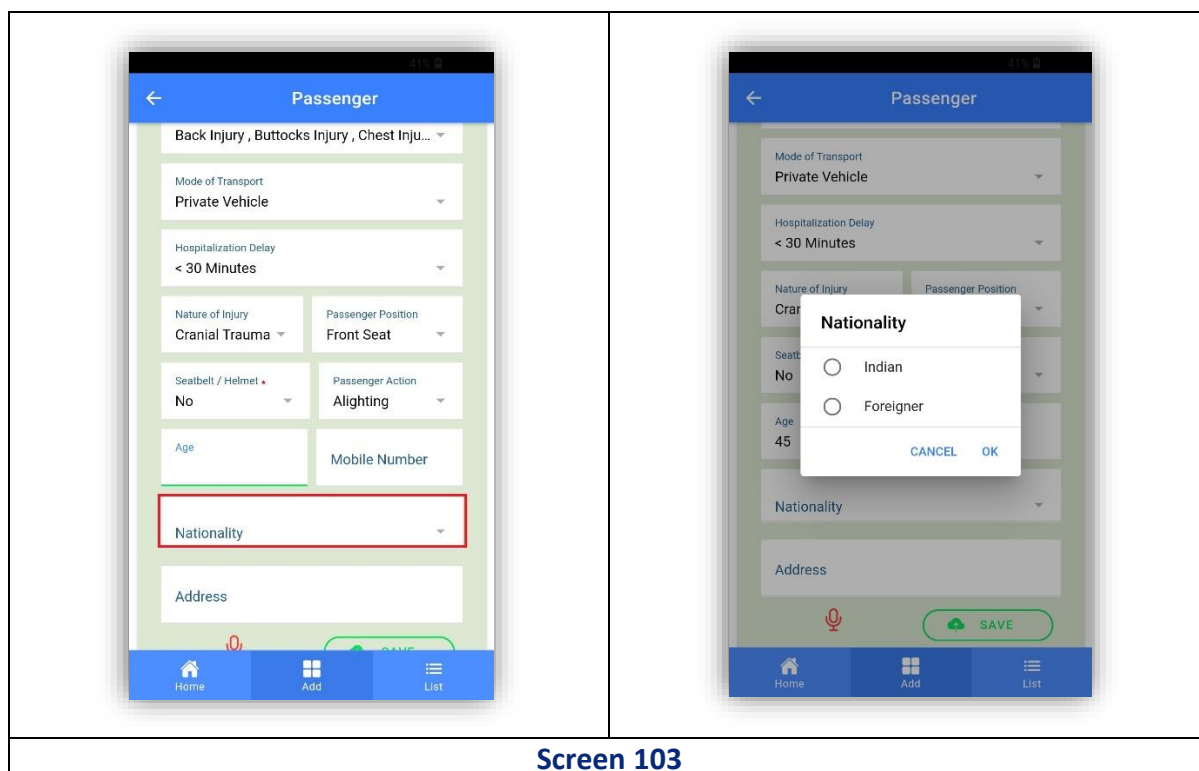 41%
Passenger
Back Injury , Buttocks Injury , Chest Inju...
Mode of Transport
Private Vehicle
Hospitalization Delay
< 30 Minutes
Nature of Injury Passenger Position
Cranial Trauma Front Seat
Seatbelt / Helmet * Passenger Action
No Alighting
Age
Mobile Number
Nationality
Address
SAVE
Home Add List
41%
Passenger
Mode of Transport
Private Vehicle
Hospitalization Delay
< 30 Minutes
Nature of Injury Passenger Position
Cran
Nationality
Seatb
No
Indian
Foreigner
Age
45
CANCEL OK
Nationality
Address
SAVE
Home Add List
Screen 103